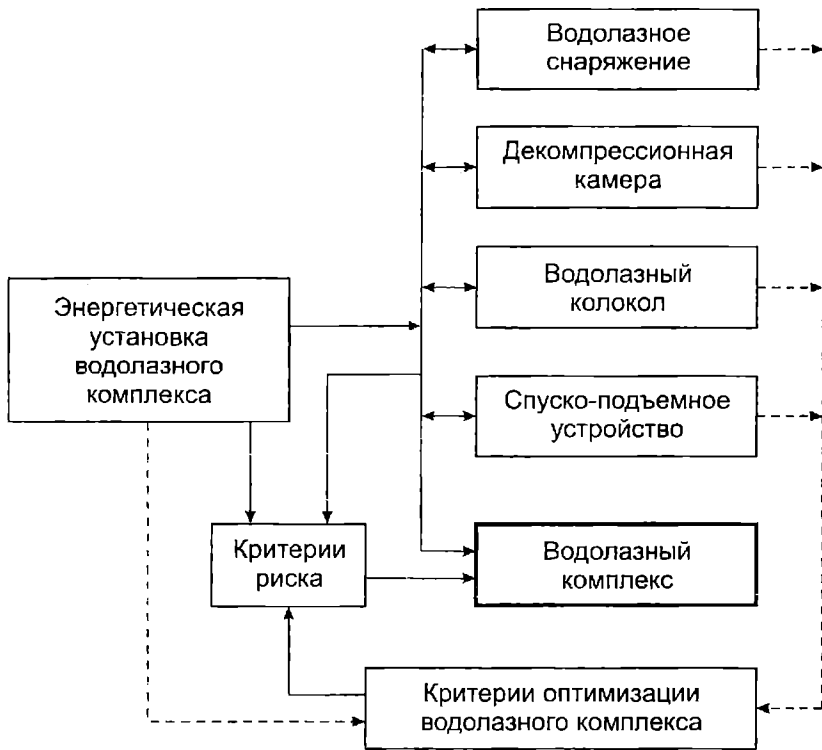 Водолазное
снаряжение
Декомпрессионная
камера
Водолазный
колокол
Энергетическая
установка
водолазного
комплекса
Спуско-подъемное
устройство
Критерии
риска
Водолазный
комплекс
Критерии оптимизации
водолазного комплекса